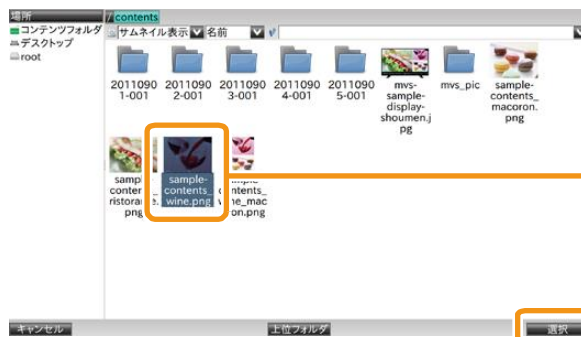 場所
コンテンツフォルダ
デスクトップ
root
/contents
サムネイル表示
名前
2011090
1-001
2011090
2-001
2011090
3-001
2011090
4-001
2011090
5-001
mvs-
sample-
display-
shoumen.j
pg
mvs_pic
sample-
contents_
macoron.
png
contents_
png
sample-
contents_
wine.png
on.png
キャンセル
上位フォルダ
選択